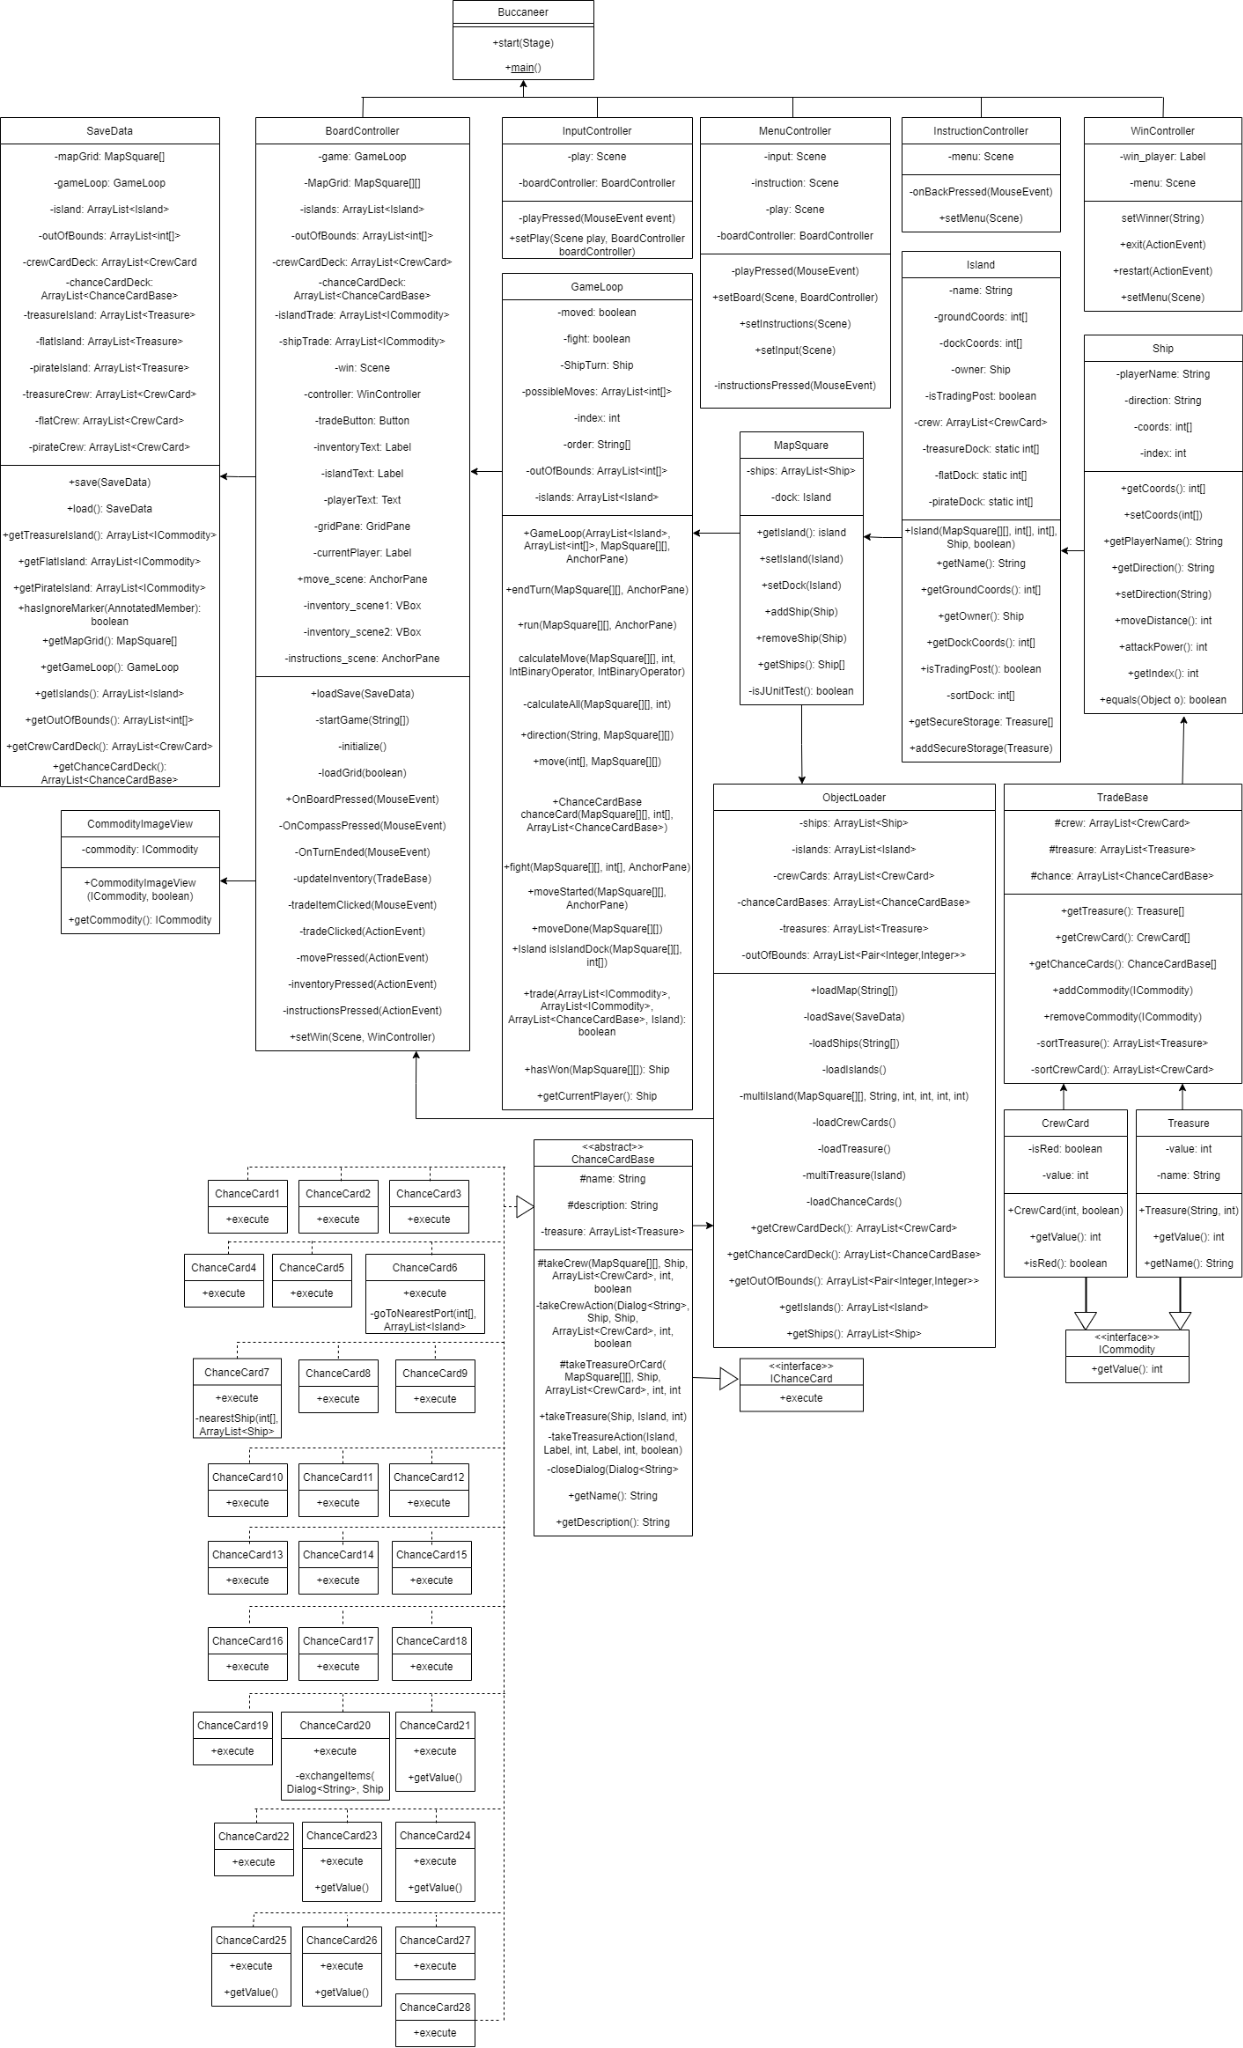 Buccaneer
+start(Stage)
+main()
SaveData
-mapGrid: MapSquare[]
-gameLoop: GameLoop
-island: ArrayList<Island>
-outOfBounds: ArrayList<int[]>
-crewCardDeck: ArrayList<CrewCard
-chanceCardDeck:
ArrayList<ChanceCardBase>
-treasureIsland: ArrayList<Treasure>
-flatIsland: ArrayList<Treasure>
-pirateIsland: ArrayList<Treasure>
-treasureCrew: ArrayList<CrewCard>
-flatCrew: ArrayList<CrewCard>
-pirateCrew: ArrayList<CrewCard>
+save(SaveData)
+load(): SaveData
+getTreasureIsland(): ArrayList<ICommodity>
+getFlatIsland: ArrayList<ICommodity>
+getPirateIsland: ArrayList<ICommodity>
+hasIgnoreMarker(AnnotatedMember):
boolean
+getMapGrid(): MapSquare[]
+getGameLoop(): GameLoop
+getIslands(): ArrayList<Island>
+getOutOfBounds(): ArrayList<int[]>
+getCrewCardDeck(): ArrayList<CrewCard>
+getChanceCardDeck():
ArrayList<ChanceCardBase>
CommodityImageView
-commodity: ICommodity
+CommodityImageView
(ICommodity, boolean)
+getCommodity(): ICommodity
BoardController
-game: GameLoop
-MapGrid: MapSquare[][]
-islands: ArrayList<Island>
-outOfBounds: ArrayList<int[]>
-crewCardDeck: ArrayList<CrewCard>
-chanceCardDeck:
ArrayList<ChanceCardBase>
-islandTrade: ArrayList<ICommodity>
-shipTrade: ArrayList<ICommodity>
-win: Scene
-controller: WinController
-tradeButton: Button
-inventoryText: Label
-islandText: Label
-playerText: Text
-gridPane: GridPane
-currentPlayer: Label
+move_scene: AnchorPane
-inventory_scene1: VBox
-inventory_scene2: VBox
-instructions_scene: AnchorPane
+loadSave(SaveData)
-startGame(String[])
-initialize()
-loadGrid(boolean)
+OnBoardPressed(MouseEvent)
-OnCompassPressed(MouseEvent)
-OnTurnEnded(MouseEvent)
-updateInventory(TradeBase)
-tradeItemClicked(MouseEvent)
-tradeClicked(ActionEvent)
-movePressed(ActionEvent)
-inventoryPressed(ActionEvent)
-instructionsPressed(ActionEvent)
+setWin(Scene, WinController)
InputController
-play: Scene
-boardController: BoardController
-playPressed(MouseEvent event)
+setPlay(Scene play, BoardController
boardController)
GameLoop
-moved: boolean
-fight: boolean
-ShipTurn: Ship
-possibleMoves: ArrayList<int[]>
-index: int
-order: String[]
-outOfBounds: ArrayList<int[]>
-islands: ArrayList<Island>
+GameLoop(ArrayList<Island>,
ArrayList<int[]>, MapSquare[][],
AnchorPane)
+endTurn(MapSquare[][], AnchorPane)
+run(MapSquare[][], AnchorPane)
calculateMove(MapSquare[][], int,
IntBinaryOperator, IntBinaryOperator)
-calculateAll(MapSquare[][], int)
+direction(String, MapSquare[][])
+move(int[], MapSquare[][])
+ChanceCardBase
chanceCard(MapSquare[][], int[],
ArrayList<ChanceCardBase>)
+fight(MapSquare[][], int[], AnchorPane)
+moveStarted(MapSquare[][],
AnchorPane)
+moveDone(MapSquare[][])
+Island isIslandDock(MapSquare[][],
int[])
+trade(ArrayList<ICommodity>,
ArrayList<ICommodity>,
ArrayList<ChanceCardBase>, Island):
boolean
+hasWon(MapSquare[][]): Ship
+getCurrentPlayer(): Ship
MenuController
-input: Scene
-instruction: Scene
-play: Scene
-boardController: BoardController
-playPressed(MouseEvent)
+setBoard(Scene, BoardController)
+setInstructions(Scene)
+setInput(Scene)
-instructionsPressed(MouseEvent)
MapSquare
-ships: ArrayList<Ship>
-dock: Island
+getIsland(): island
+setIsland(Island)
+setDock(Island)
+addShip(Ship)
+removeShip(Ship)
+getShips(): Ship[]
-isJUnitTest(): boolean
InstructionController
-menu: Scene
-onBackPressed(MouseEvent)
+setMenu(Scene)
Island
-name: String
-groundCoords: int[]
-dockCoords: int[]
-owner: Ship
-isTradingPost: boolean
-crew: ArrayList<CrewCard>
-treasureDock: static int[]
-flatDock: static int[]
-pirateDock: static int[]
+Island(MapSquare[][], int[], int[],
Ship, boolean)
+getName(): String
+getGroundCoords: int[]
+getOwner(): Ship
+getDockCoords(): int[]
+isTradingPost(): boolean
-sortDock: int[]
+getSecureStorage: Treasure[]
+addSecureStorage(Treasure)
WinController
-win_player: Label
-menu: Scene
setWinner(String)
+exit(ActionEvent)
+restart(ActionEvent)
+setMenu(Scene)
Ship
-playerName: String
-direction: String
-coords: int[]
-index: int
+getCoords(): int[]
+setCoords(int[])
+getPlayerName(): String
+getDirection(): String
+setDirection(String)
+moveDistance(): int
+attackPower(): int
+getIndex(): int
+equals(Object o): boolean
ObjectLoader
-ships: ArrayList<Ship>
-islands: ArrayList<Island>
-crewCards: ArrayList<CrewCard>
-chanceCardBases: ArrayList<ChanceCardBase>
-treasures: ArrayList<Treasure>
-outOfBounds: ArrayList<Pair<Integer,Integer>>
+loadMap(String[])
-loadSave(SaveData)
-loadShips(String[])
-loadIslands()
-multiIsland(MapSquare[][], String, int, int, int, int)
-loadCrewCards()
-loadTreasure()
-multiTreasure(Island)
-loadChanceCards()
+getCrewCardDeck(): ArrayList<CrewCard>
+getChanceCardDeck(): ArrayList<ChanceCardBase>
+getOutOfBounds(): ArrayList<Pair<Integer,Integer>>
+getIslands(): ArrayList<Island>
+getShips(): ArrayList<Ship>
TradeBase
#crew: ArrayList<CrewCard>
#treasure: ArrayList<Treasure>
#chance: ArrayList<ChanceCardBase>
+getTreasure(): Treasure[]
+getCrewCard(): CrewCard[]
+getChanceCards(): ChanceCardBase[]
+addCommodity(ICommodity)
+removeCommodity(ICommodity)
-sortTreasure(): ArrayList<Treasure>
-sortCrewCard(): ArrayList<CrewCard>
CrewCard
-isRed: boolean
-value: int
+CrewCard(int, boolean)
+getValue(): int
isRed(): boolean
Treasure
-value: int
-name: String
+Treasure(String, int)
+getValue(): int
+getName(): String
<<interface>>
ICommodity
+getValue(): int
<<abstract>>
ChanceCardBase
#name: String
#description: String
-treasure: ArrayList<Treasure>
#takeCrew(MapSquare[][], Ship,
ArrayList<CrewCard>, int,
boolean
-takeCrewAction(Dialog<String>,
Ship, Ship,
ArrayList<CrewCard>, int,
boolean
#takeTreasureOrCard(
MapSquare[][], Ship,
ArrayList<CrewCard>, int, int
+takeTreasure(Ship, Island, int)
-takeTreasureAction(Island,
Label, int, Label, int, boolean)
-closeDialog(Dialog<String>
+getName(): String
+getDescription(): String
<<interface>>
IChanceCard
+execute
ChanceCard1
+execute
ChanceCard2
+execute
ChanceCard3
+execute
ChanceCard4
+execute
ChanceCard5
+execute
ChanceCard6
+execute
-goToNearestPort(int[],
ArrayList<Island>
ChanceCard7
+execute
-nearestShip(int[],
ArrayList<Ship>
ChanceCard8
+execute
ChanceCard9
+execute
ChanceCard10
+execute
ChanceCard11
+execute
ChanceCard12
+execute
ChanceCard13
+execute
ChanceCard14
+execute
ChanceCard15
+execute
ChanceCard16
+execute
ChanceCard17
+execute
ChanceCard18
+execute
ChanceCard19
+execute
ChanceCard20
+execute
-exchangeItems(
Dialog<String>, Ship
ChanceCard21
+execute
+getValue()
ChanceCard22
+execute
ChanceCard23
+execute
+getValue()
ChanceCard24
+execute
+getValue()
ChanceCard25
+execute
+getValue()
ChanceCard26
+execute
+getValue()
ChanceCard27
+execute
ChanceCard28
+execute